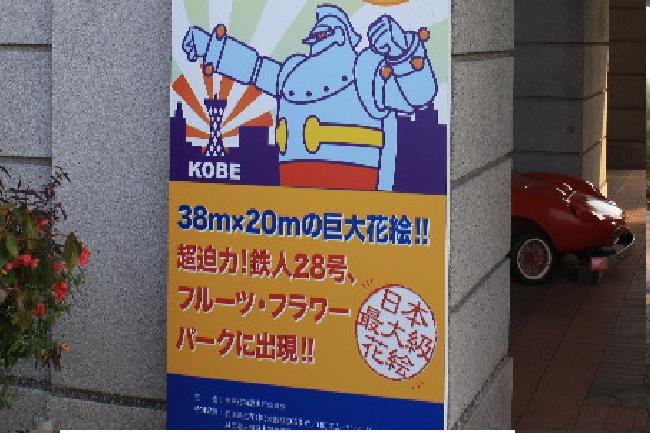 KOBE
38m×20mの巨大花絵!!
超迫力!鉄人28号、
フルーツ・フラワー
パークに出現!!
日本
最大級
花絵